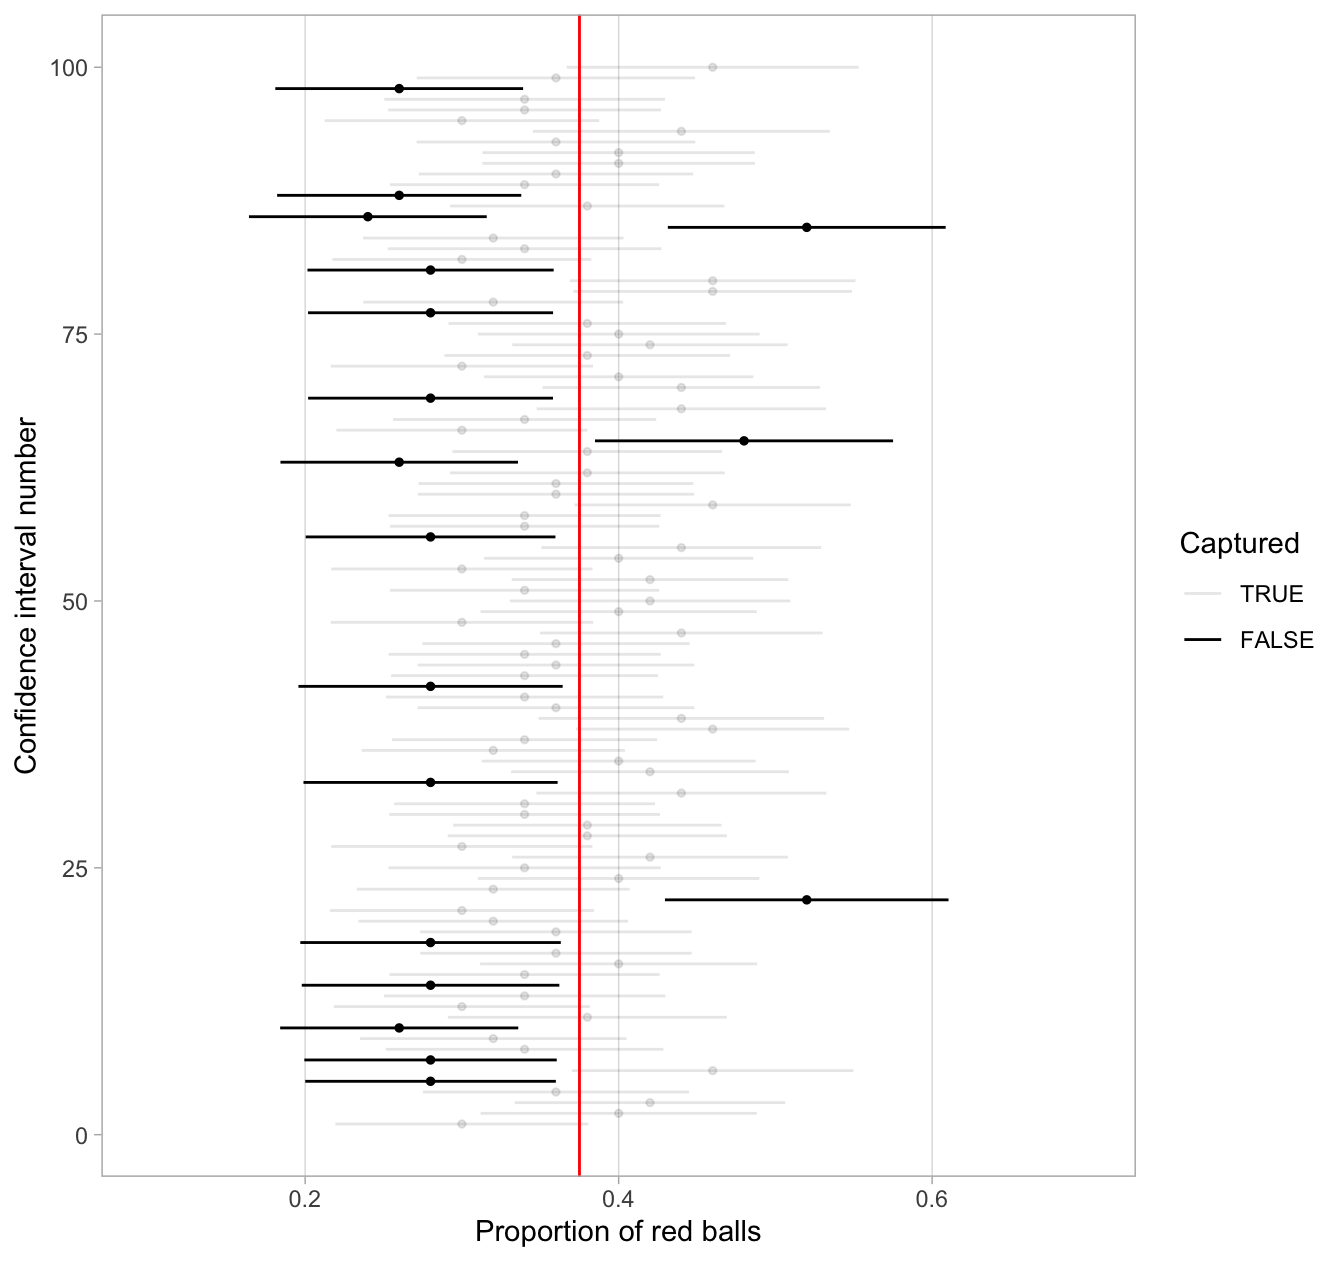 100
75
50
25
0
Confidence interval number
0.2 0.4 0.6
Proportion of red balls
Captured
TRUE
FALSE